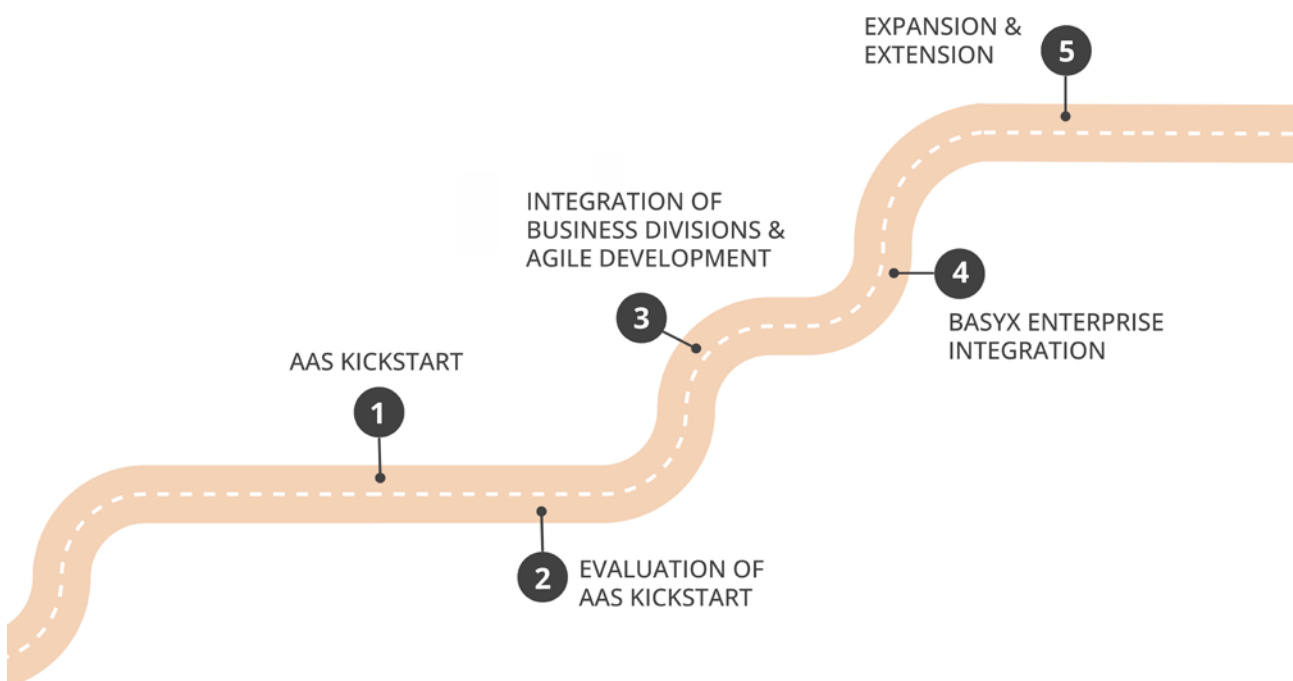 AAS KICKSTART
1
2
EVALUATION OF
AAS KICKSTART
INTEGRATION OF
BUSINESS DIVISIONS &
AGILE DEVELOPMENT
3
4
BASYX ENTERPRISE
INTEGRATION
EXPANSION &
EXTENSION
5